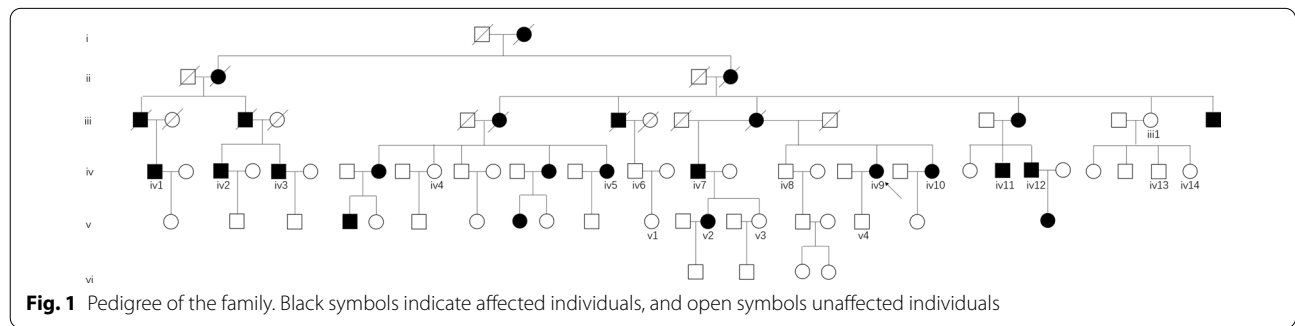 i
ii
iii
iii1
iv
iv1 iv2 iv3 iv4 iv5 iv6 iv7 iv8 iv9 iv10 iv11 iv12 iv13 iv14
v
v1 v2 v3 v4
vi
Fig. 1 Pedigree of the family. Black symbols indicate affected individuals, and open symbols unaffected individuals